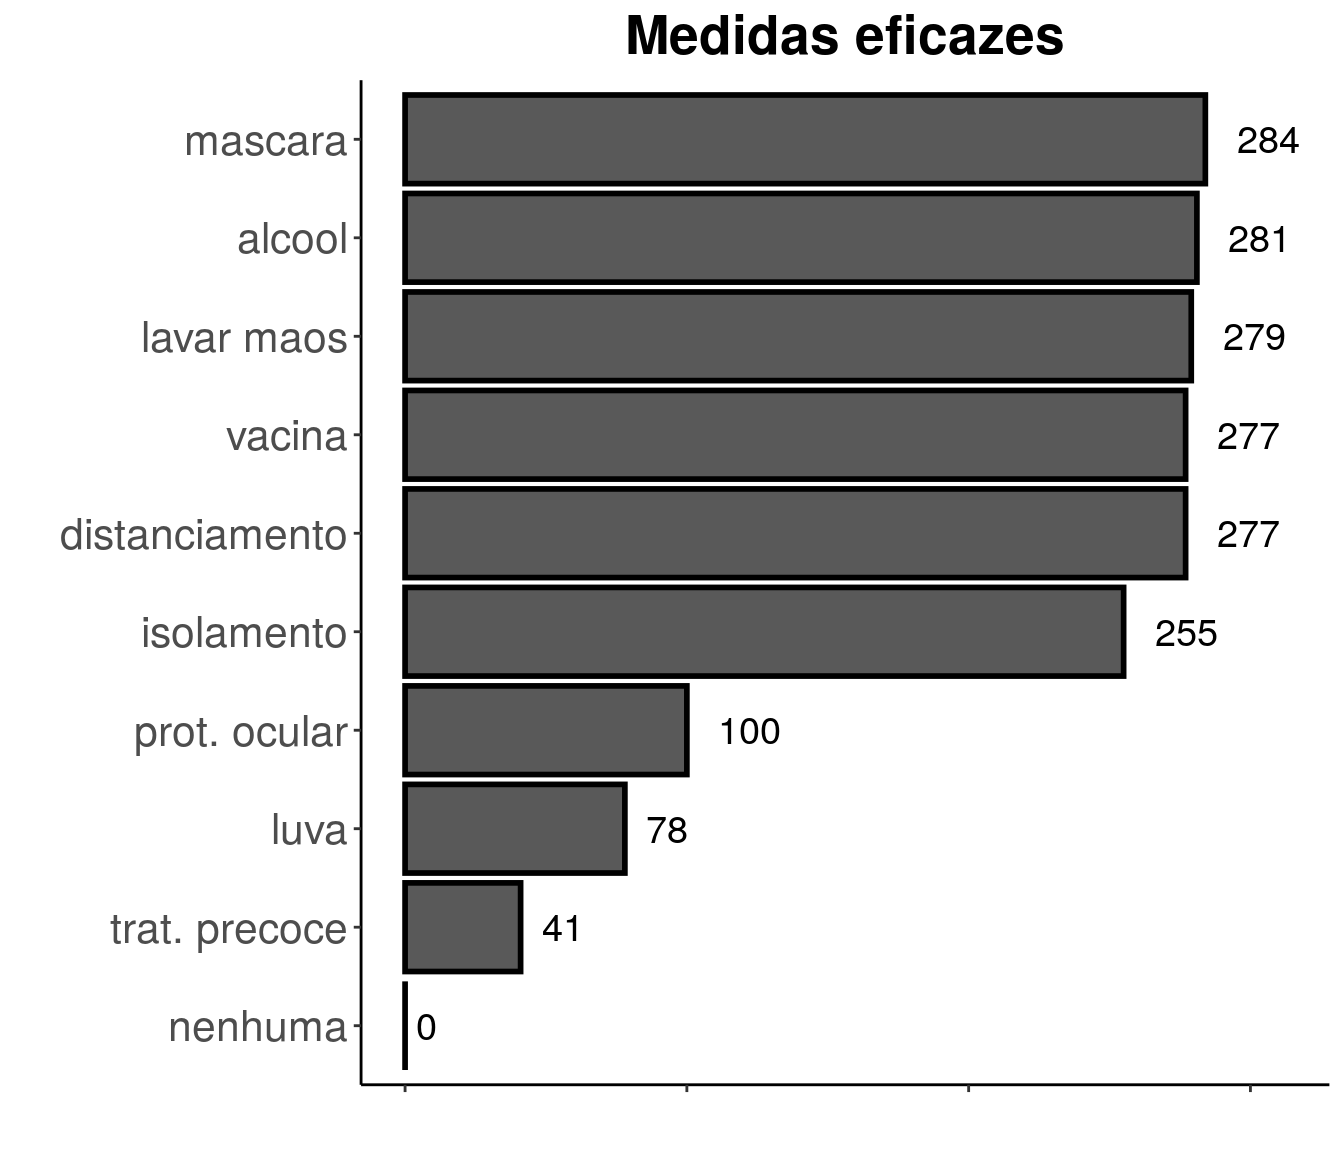 Medidas eficazes
mascara 284
alcool 281
lavar maos 279
vacina 277
distanciamento 277
isolamento 255
prot. ocular 100
luva 78
trat. precoce 41
nenhuma 0